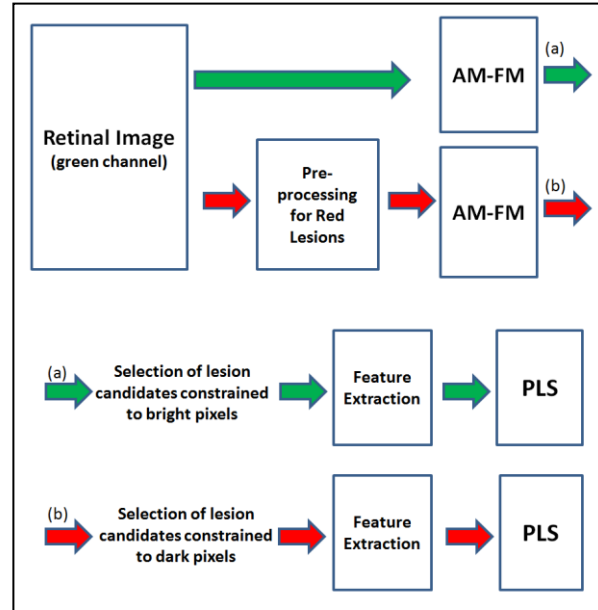 Retinal Image
(green channel)
AM-FM
(a)
Pre-
processing
for Red
Lesions
AM-FM
(b)
(a)
Selection of lesion
candidates constrained
to bright pixels
Feature
Extraction
PLS
(b)
Selection of lesion
candidates constrained
to dark pixels
Feature
Extraction
PLS